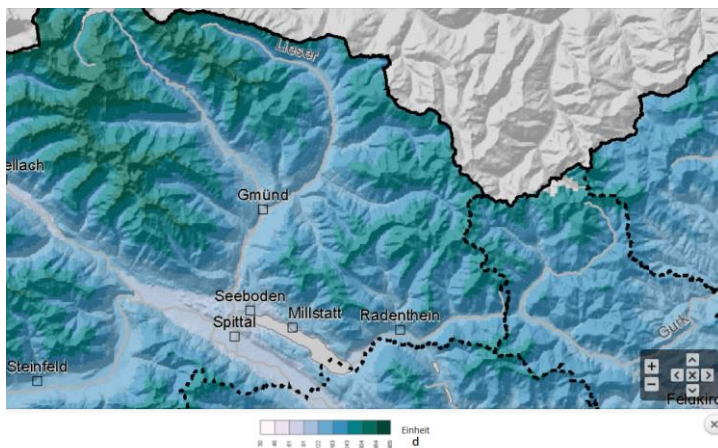 Lieser
ellach
Gmünd
Seeboden
Millstatt
Radenthein
Spittal
Gurk
Steinfeld
Feldkirc
Einheit
d